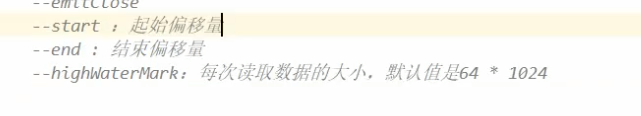 --emitClose
--start : 起始偏移量
--end : 结束偏移量
--highWaterMark: 每次读取数据的大小，默认值是64 * 1024